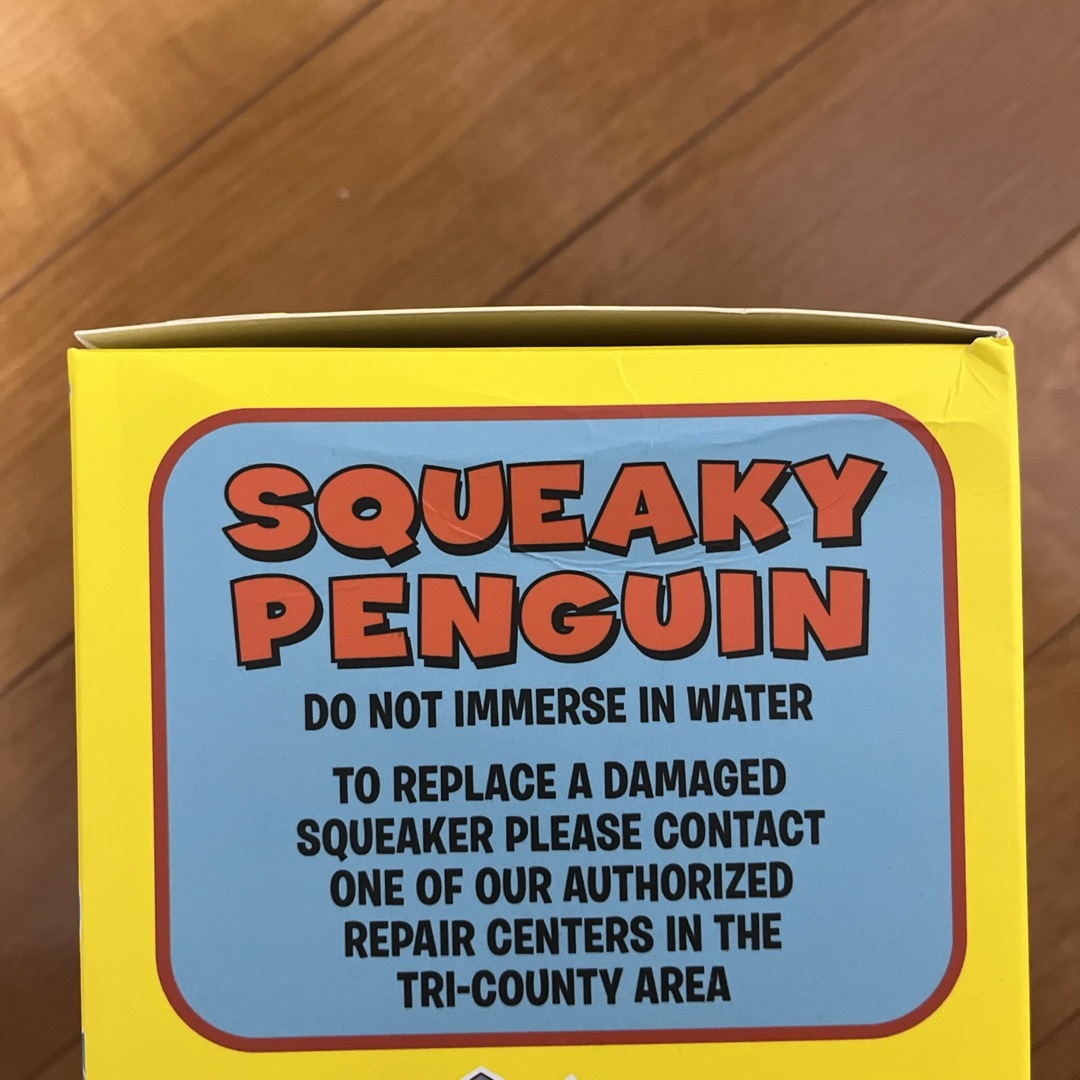 SQUEAKY
PENGUIN
DO NOT IMMERSE IN WATER
TO REPLACE A DAMAGED
SQUEAKER PLEASE CONTACT
ONE OF OUR AUTHORIZED
REPAIR CENTERS IN THE
TRI-COUNTY AREA